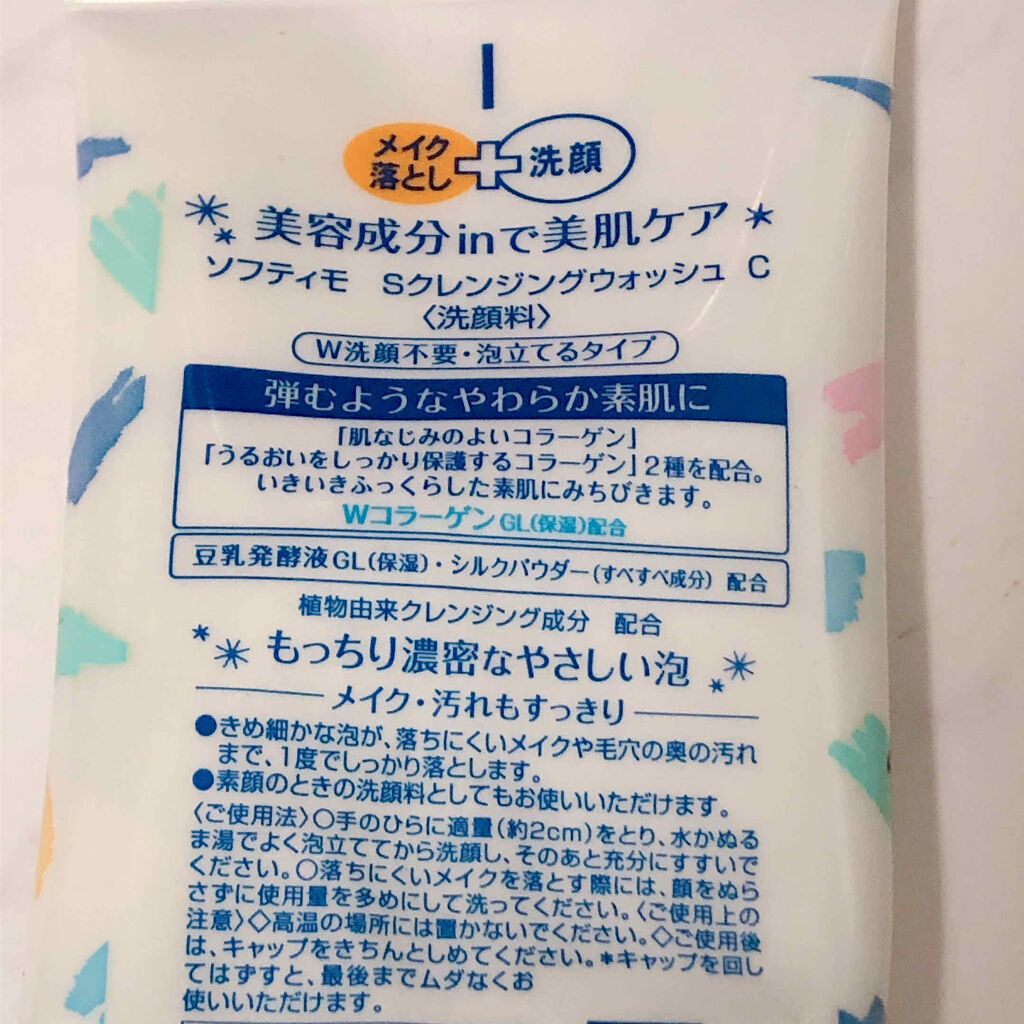 メイク落とし+洗顔
美容成分inで美肌ケア
ソフティモ Sクレンジングウォッシュ C
〈洗顔料〉
W洗顔不要・泡立てるタイプ
弾むようなやわらか素肌に
「肌なじみのよいコラーゲン」
「うるおいをしっかり保護するコラーゲン」2種を配合。
いきいきふっくらした素肌にみちびきます。
WコラーゲンGL(保湿)配合
豆乳発酵液GL(保湿)・シルクパウダー(すべすべ成分) 配合
植物由来クレンジング成分 配合
もっちり濃密なやさしい泡
メイク・汚れもすっきり
●きめ細かな泡が、落ちにくいメイクや毛穴の奥の汚れ
まで、1度でしっかり落とします。
●素顔のときの洗顔料としてもお使いいただけます。
〈ご使用法〉○手のひらに適量(約2cm)をとり、水かぬる
ま湯でよく泡立ててから洗顔し、そのあと充分にすすいで
ください。○落ちにくいメイクを落とす際には、顔をぬら
さずに使用量を多めにして洗ってください。〈ご使用上の
注意〉◇高温の場所には置かないでください。◇ご使用後
は、キャップをきちんとしめてください。*キャップを回し
てはずすと、最後までムダなくお
使いいただけます。